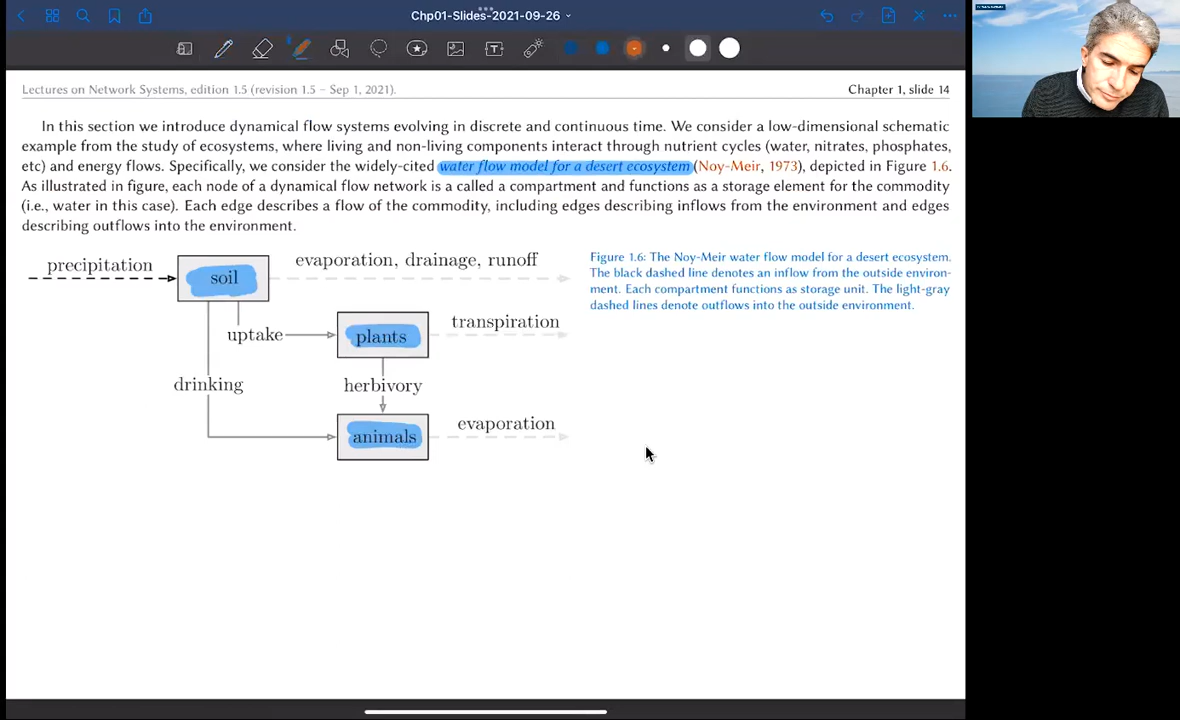 Chp01-Slides-2021-09-26
Lectures on Network Systems, edition 1.5 (revision 1.5 – Sep 1, 2021).
Chapter 1, slide 14
In this section we introduce dynamical flow systems evolving in discrete and continuous time. We consider a low-dimensional schematic
example from the study of ecosystems, where living and non-living components interact through nutrient cycles (water, nitrates, phosphates,
etc) and energy flows. Specifically, we consider the widely-cited water flow model for a desert ecosystem (Noy-Meir, 1973), depicted in Figure 1.6.
As illustrated in figure, each node of a dynamical flow network is a called a compartment and functions as a storage element for the commodity
(i.e., water in this case). Each edge describes a flow of the commodity, including edges describing inflows from the environment and edges
describing outflows into the environment.
precipitation
soil
evaporation, drainage, runoff
uptake
plants
transpiration
drinking
herbivory
animals
evaporation
Figure 1.6: The Noy-Meir water flow model for a desert ecosystem.
The black dashed line denotes an inflow from the outside environ-
ment. Each compartment functions as storage unit. The light-gray
dashed lines denote outflows into the outside environment.